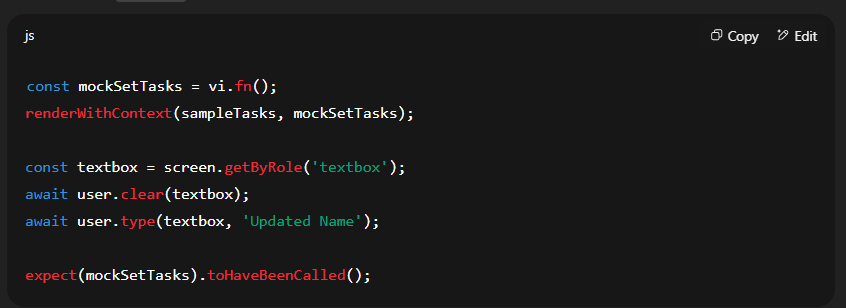 js
Copy
Edit
const mockSetTasks = vi.fn();
renderWithContext(sampleTasks, mockSetTasks);
const textbox = screen.getByRole('textbox');
await user.clear(textbox);
await user.type(textbox, 'Updated Name');
expect(mockSetTasks).toHaveBeenCalled();